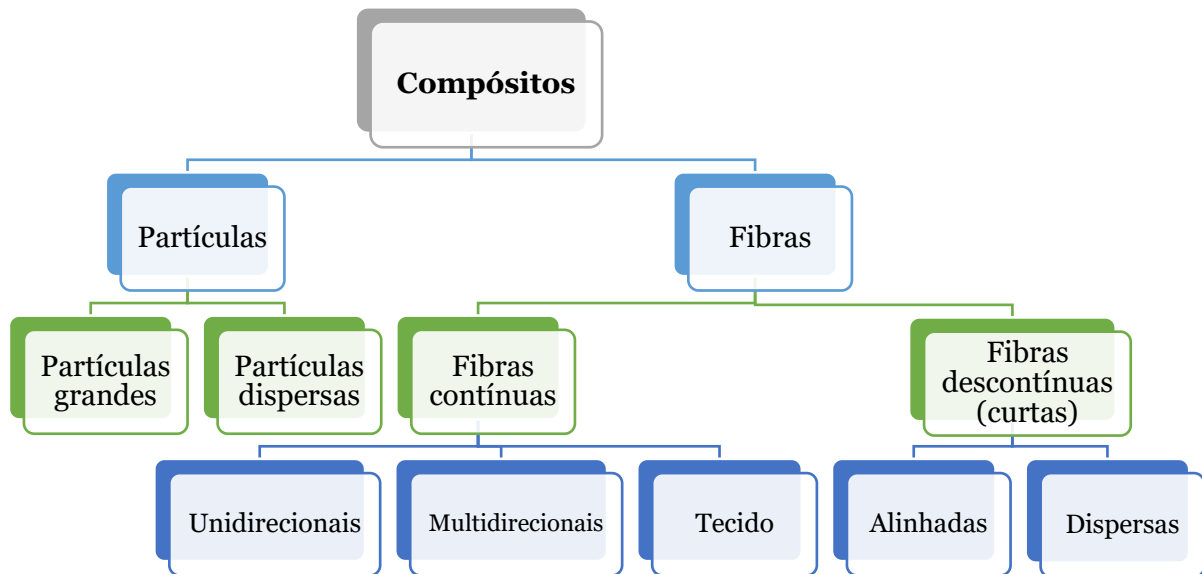 Compósitos
Partículas
Fibras
Partículas
grandes
Partículas
dispersas
Fibras
contínuas
Fibras
descontínuas
(curtas)
Unidirecionais
Multidirecionais
Tecido
Alinhadas
Dispersas